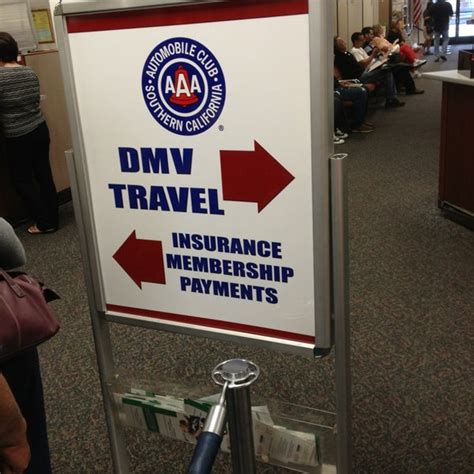 AUTOMOBILE CLUB
AAA
SOUTHERN CALIFORNIA
®
DMV
TRAVEL
INSURANCE
MEMBERSHIP
PAYMENTS